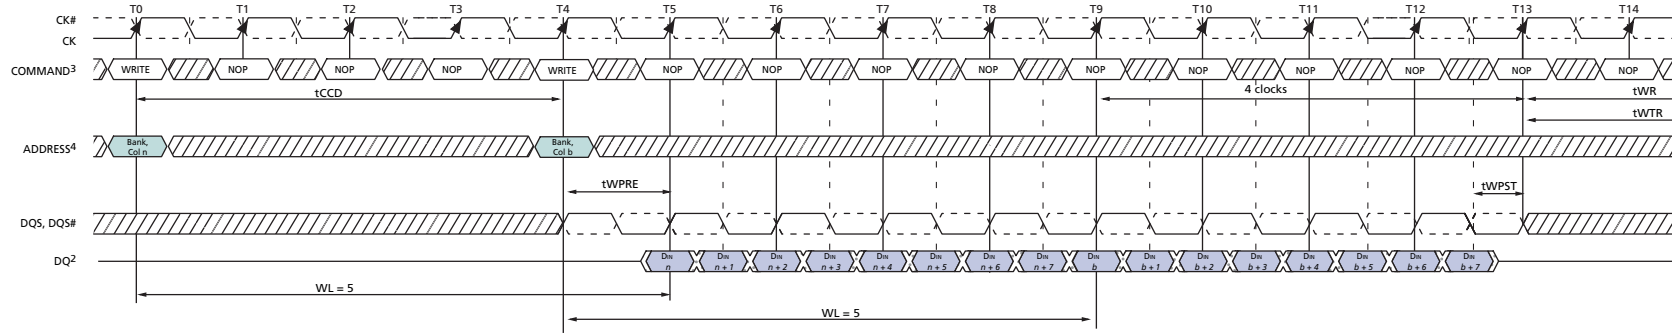 T0 T1 T2 T3 T4 T5 T6 T7 T8 T9 T10 T11 T12 T13 T14
CK#
CK
COMMAND3 WRITE NOP NOP NOP WRITE NOP NOP NOP NOP NOP NOP NOP NOP NOP NOP
tCCD 4 clocks tWR
tWTR
ADDRESS4 Bank, Col n Bank, Col b
tWPRE tWPST
DQS, DQS#
DQ2 DIN n DIN n + 1 DIN n + 2 DIN n + 3 DIN n + 4 DIN n + 5 DIN n + 6 DIN n + 7 DIN b DIN b + 1 DIN b + 2 DIN b + 3 DIN b + 4 DIN b + 5 DIN b + 6 DIN b + 7
WL = 5
WL = 5